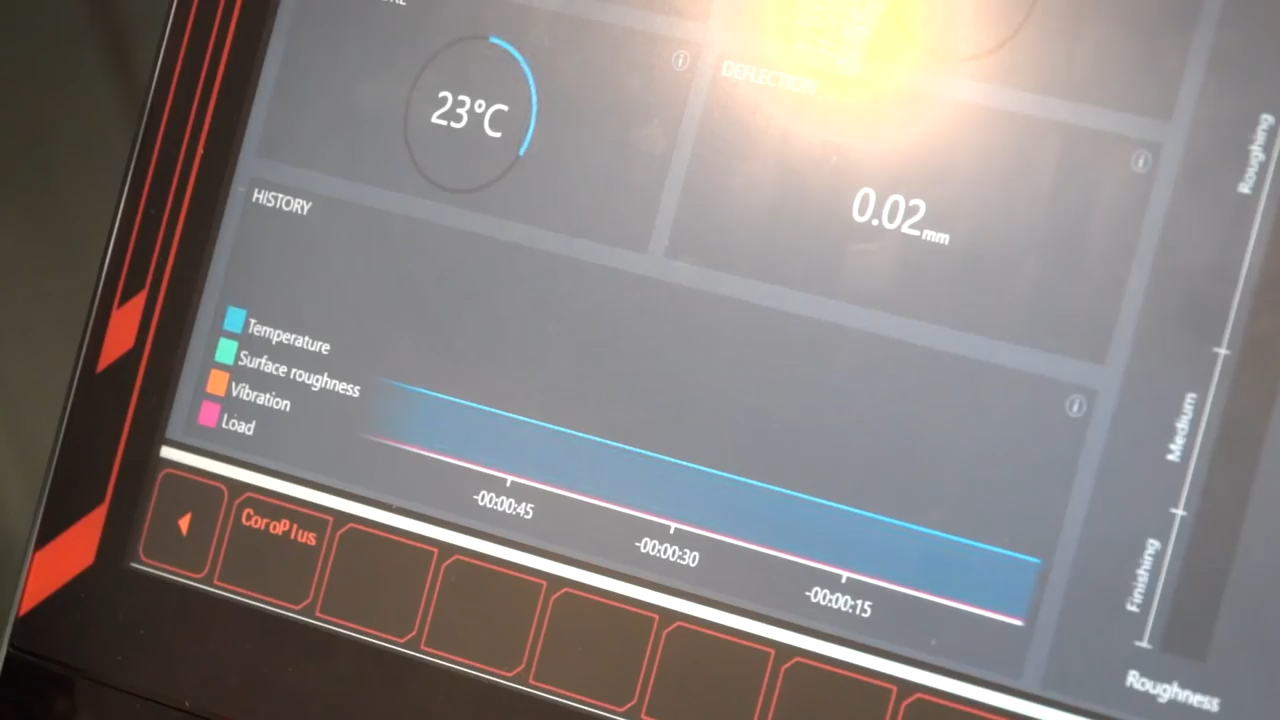 23°C
DEFLECTION
0.02mm
HISTORY
Temperature
Surface roughness
Vibration
Load
-00:00:45
-00:00:30
-00:00:15
CoroPlus
Roughing
Medium
Finishing
Roughness